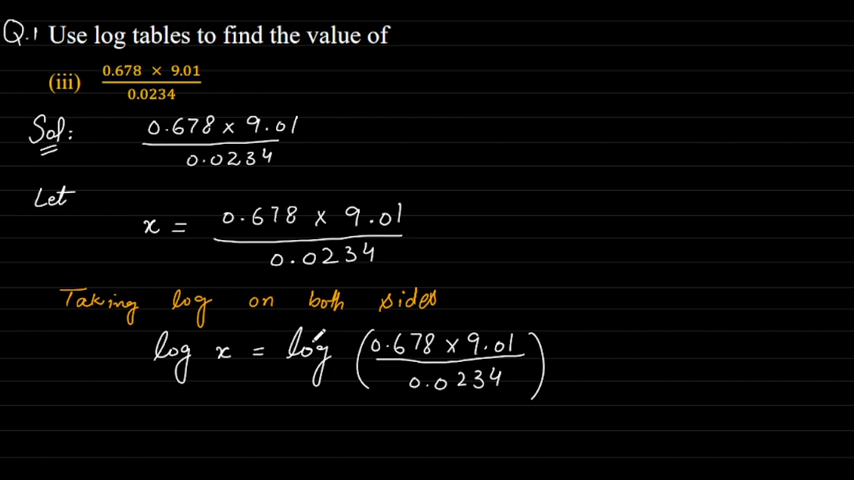 Q.1 Use log tables to find the value of
(iii) 0.678 × 9.01 / 0.0234
Sol: 0.678 × 9.01 / 0.0234
Let
x = 0.678 × 9.01 / 0.0234
Taking log on both sides
log x = log (0.678 × 9.01 / 0.0234)